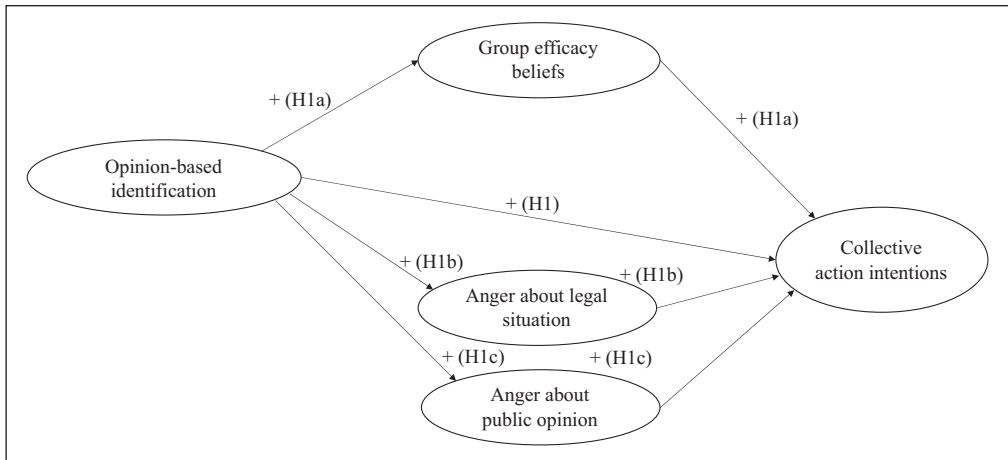 Group efficacy
beliefs
+ (H1a)
+ (H1a)
Opinion-based
identification
+ (H1)
Collective
action intentions
+ (H1b)
+ (H1b)
Anger about legal
situation
+ (H1c)
+ (H1c)
Anger about
public opinion